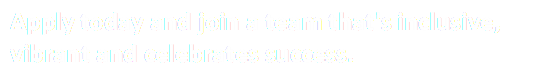 Apply today and join a team that's inclusive,
vibrant and celebrates success.